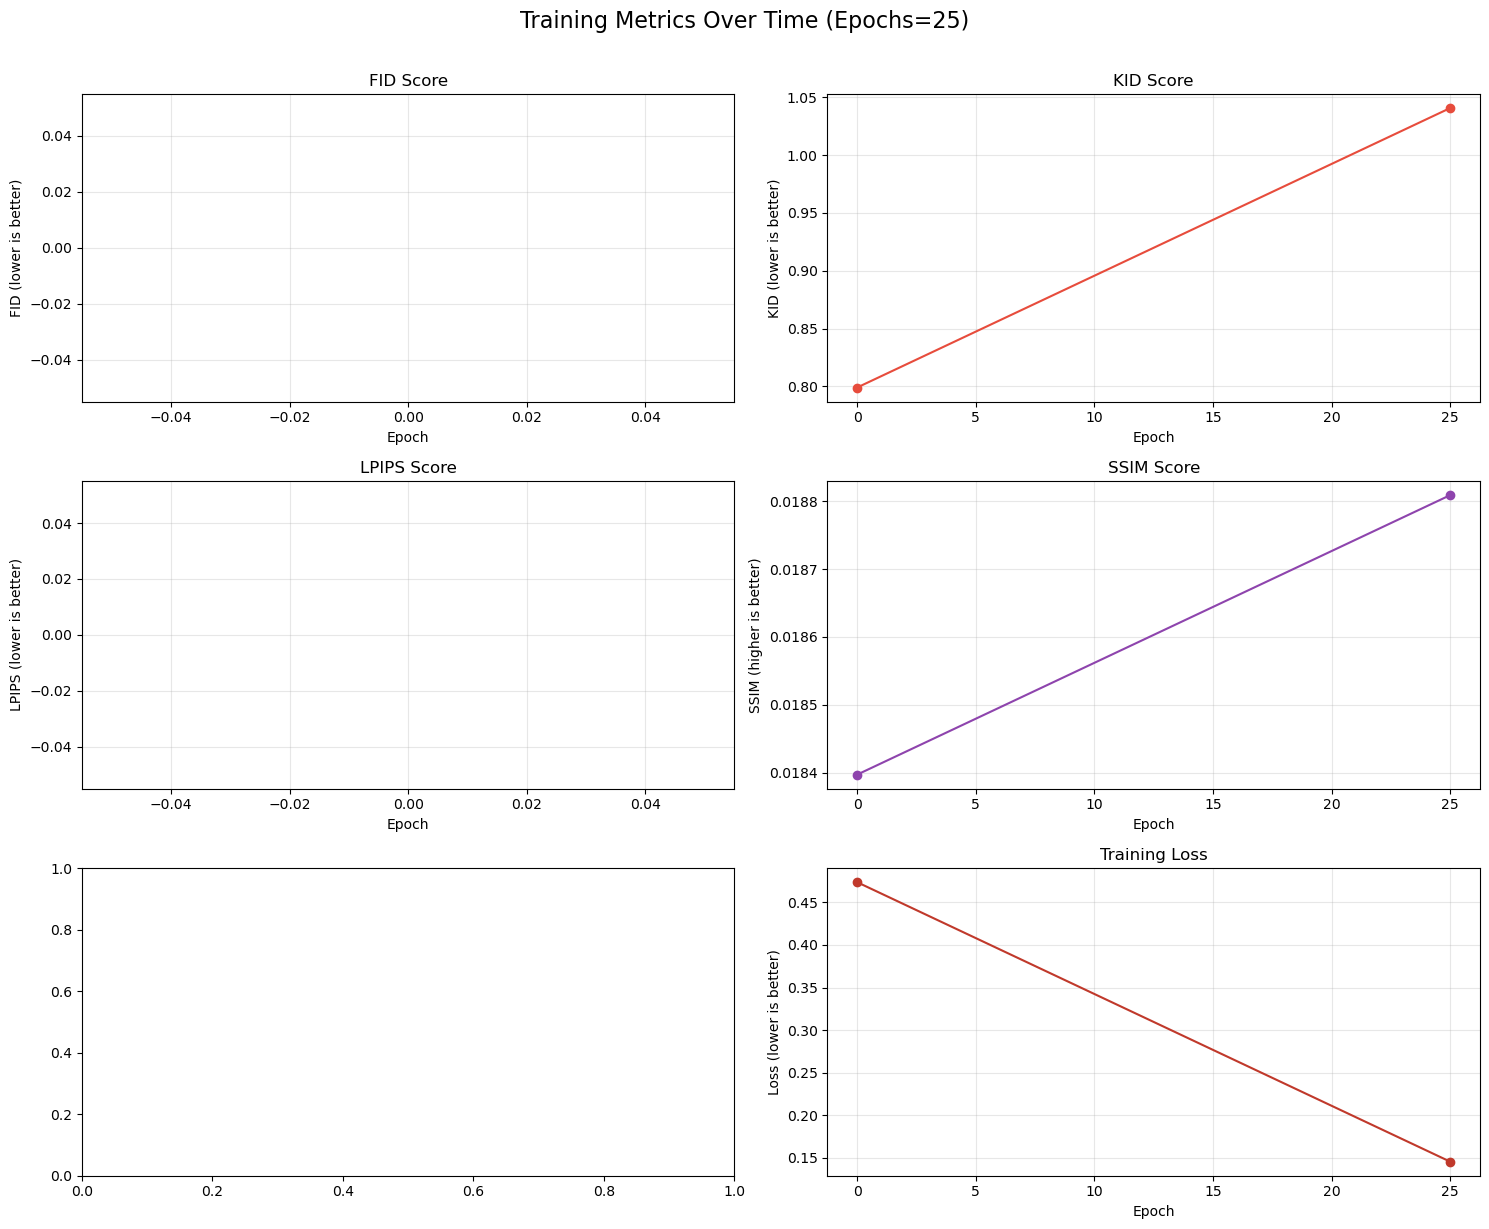 Training Metrics Over Time (Epochs=25)
FID Score
FID (lower is better)
0.04
0.02
0.00
−0.02
−0.04
−0.04 −0.02 0.00 0.02 0.04
Epoch
KID Score
KID (lower is better)
1.05
1.00
0.95
0.90
0.85
0.80
0 5 10 15 20 25
Epoch
LPIPS Score
LPIPS (lower is better)
0.04
0.02
0.00
−0.02
−0.04
−0.04 −0.02 0.00 0.02 0.04
Epoch
SSIM Score
SSIM (higher is better)
0.0188
0.0187
0.0186
0.0185
0.0184
0 5 10 15 20 25
Epoch
1.0
0.8
0.6
0.4
0.2
0.0
0.0 0.2 0.4 0.6 0.8 1.0
Training Loss
Loss (lower is better)
0.45
0.40
0.35
0.30
0.25
0.20
0.15
0 5 10 15 20 25
Epoch